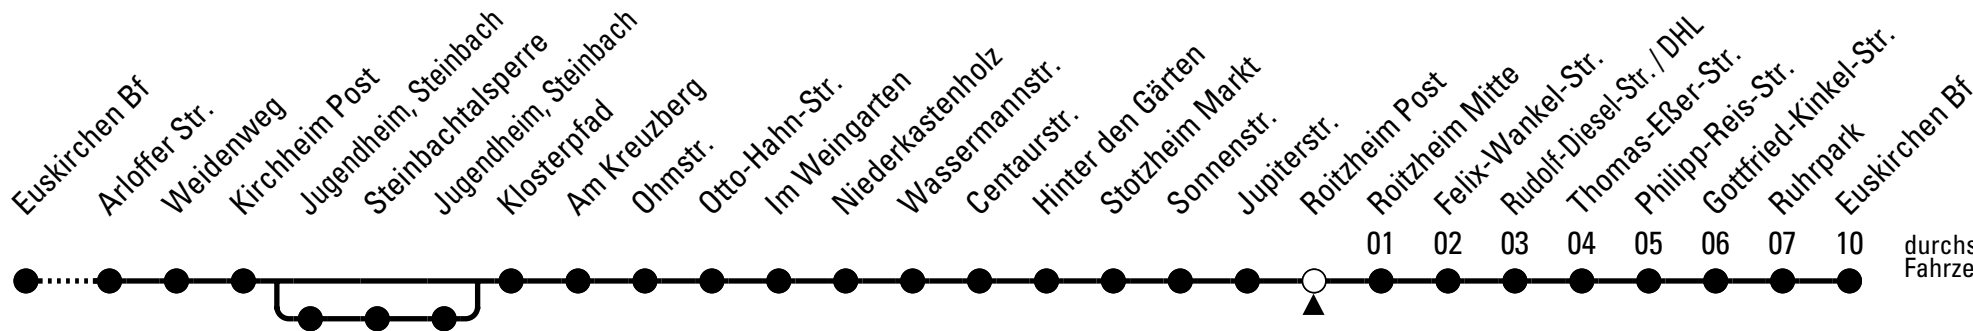 Euskirchen Bf
Arloffer Str.
Weidenweg
Kirchheim Post
Jugendheim, Steinbach
Steinbachtalsperre
Jugendheim, Steinbach
Klosterpfad
Am Kreuzberg
Ohmstr.
Otto-Hahn-Str.
Im Weingarten
Niederkastenholz
Wassermannstr.
Centaurstr.
Hinter den Gärten
Stotzheim Markt
Sonnenstr.
Jupiterstr.
Roitzheim Post
Roitzheim Mitte
Felix-Wankel-Str.
Rudolf-Diesel-Str. / DHL
Thomas-Eßer-Str.
Philipp-Reis-Str.
Gottfried-Kinkel-Str.
Ruhrpark
Euskirchen Bf
01 02 03 04 05 06 07 10
durchs
Fahrze